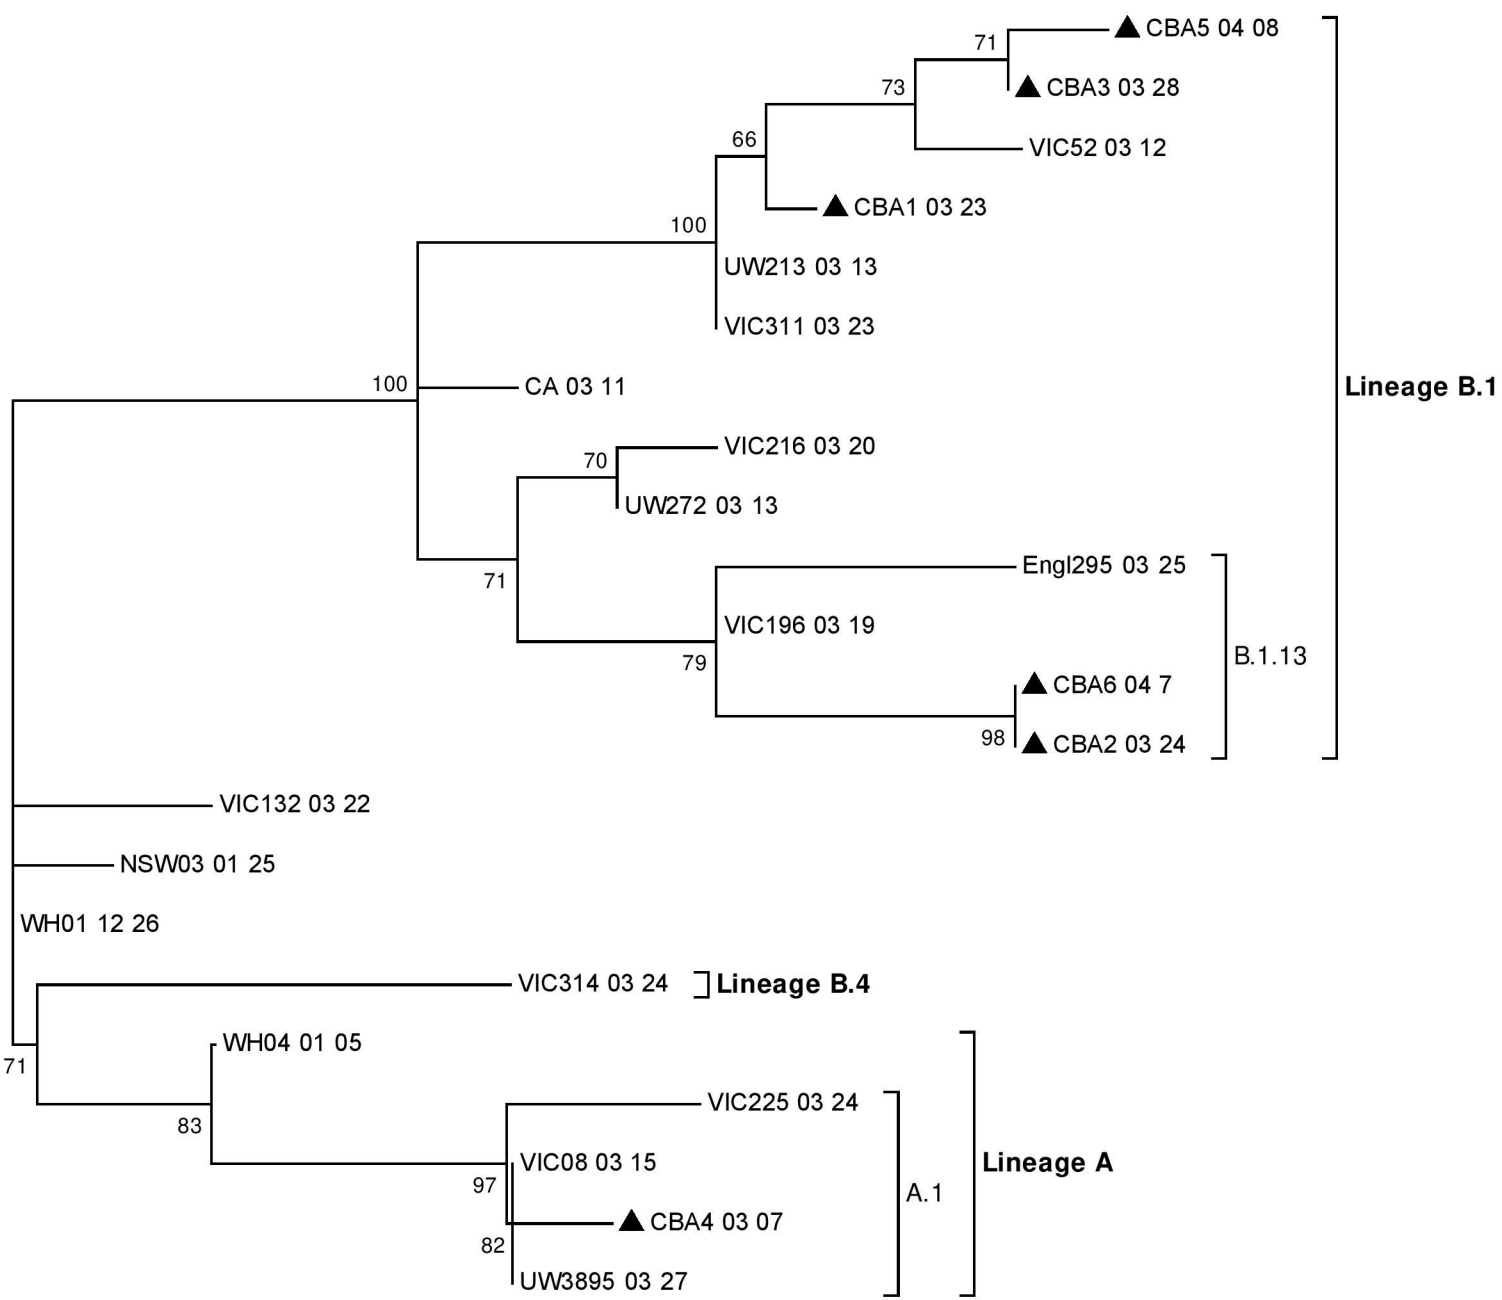 CBA5 04 08
71
CBA3 03 28
73
VIC52 03 12
66
CBA1 03 23
100
UW213 03 13
VIC311 03 23
100
CA 03 11
Lineage B.1
VIC216 03 20
70
UW272 03 13
71
Engl295 03 25
VIC196 03 19
B.1.13
79
CBA6 04 7
98
CBA2 03 24
VIC132 03 22
NSW03 01 25
WH01 12 26
VIC314 03 24
Lineage B.4
WH04 01 05
71
VIC225 03 24
83
VIC08 03 15
Lineage A
97
A.1
CBA4 03 07
82
UW3895 03 27